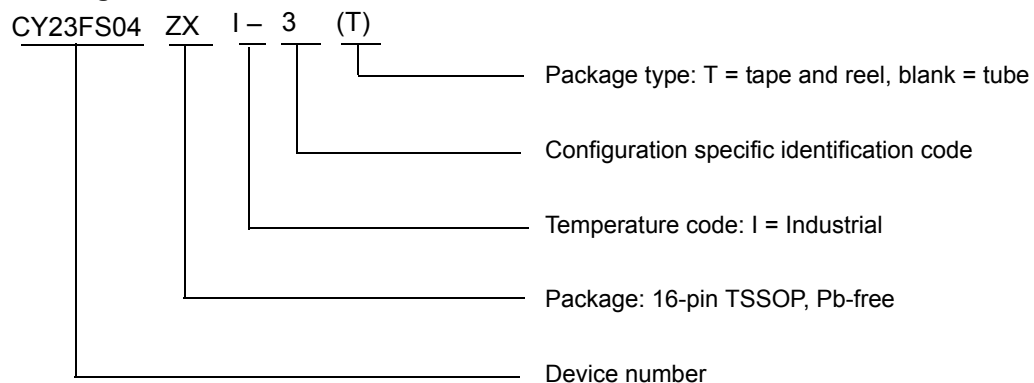 CY23FS04 ZX I – 3 (T)
Package type: T = tape and reel, blank = tube
Configuration specific identification code
Temperature code: I = Industrial
Package: 16-pin TSSOP, Pb-free
Device number